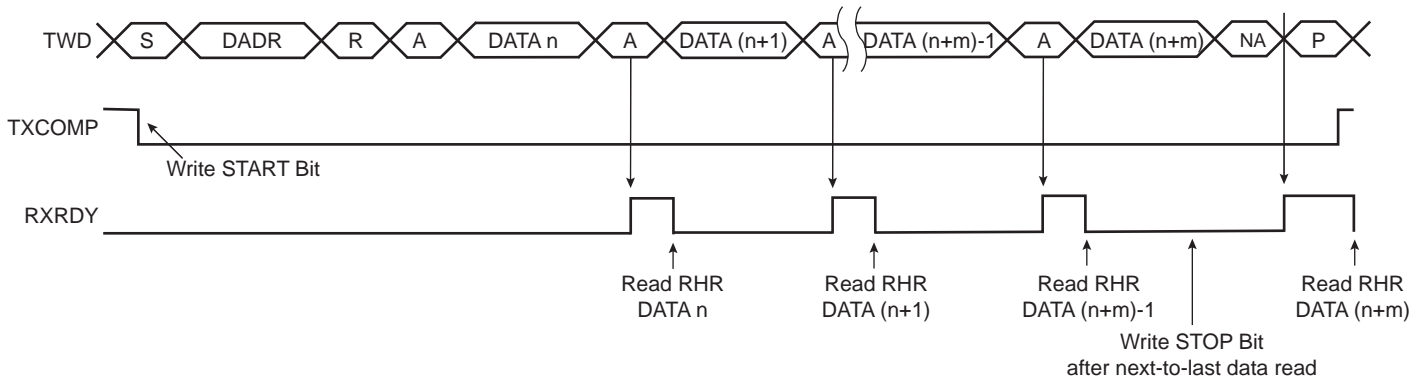 TWD S DADR R A DATA n A DATA (n+1) A DATA (n+m)-1 A DATA (n+m) NA P
TXCOMP
Write START Bit
RXRDY
Read RHR
DATA n
Read RHR
DATA (n+1)
Read RHR
DATA (n+m)-1
Read RHR
DATA (n+m)
Write STOP Bit
after next-to-last data read